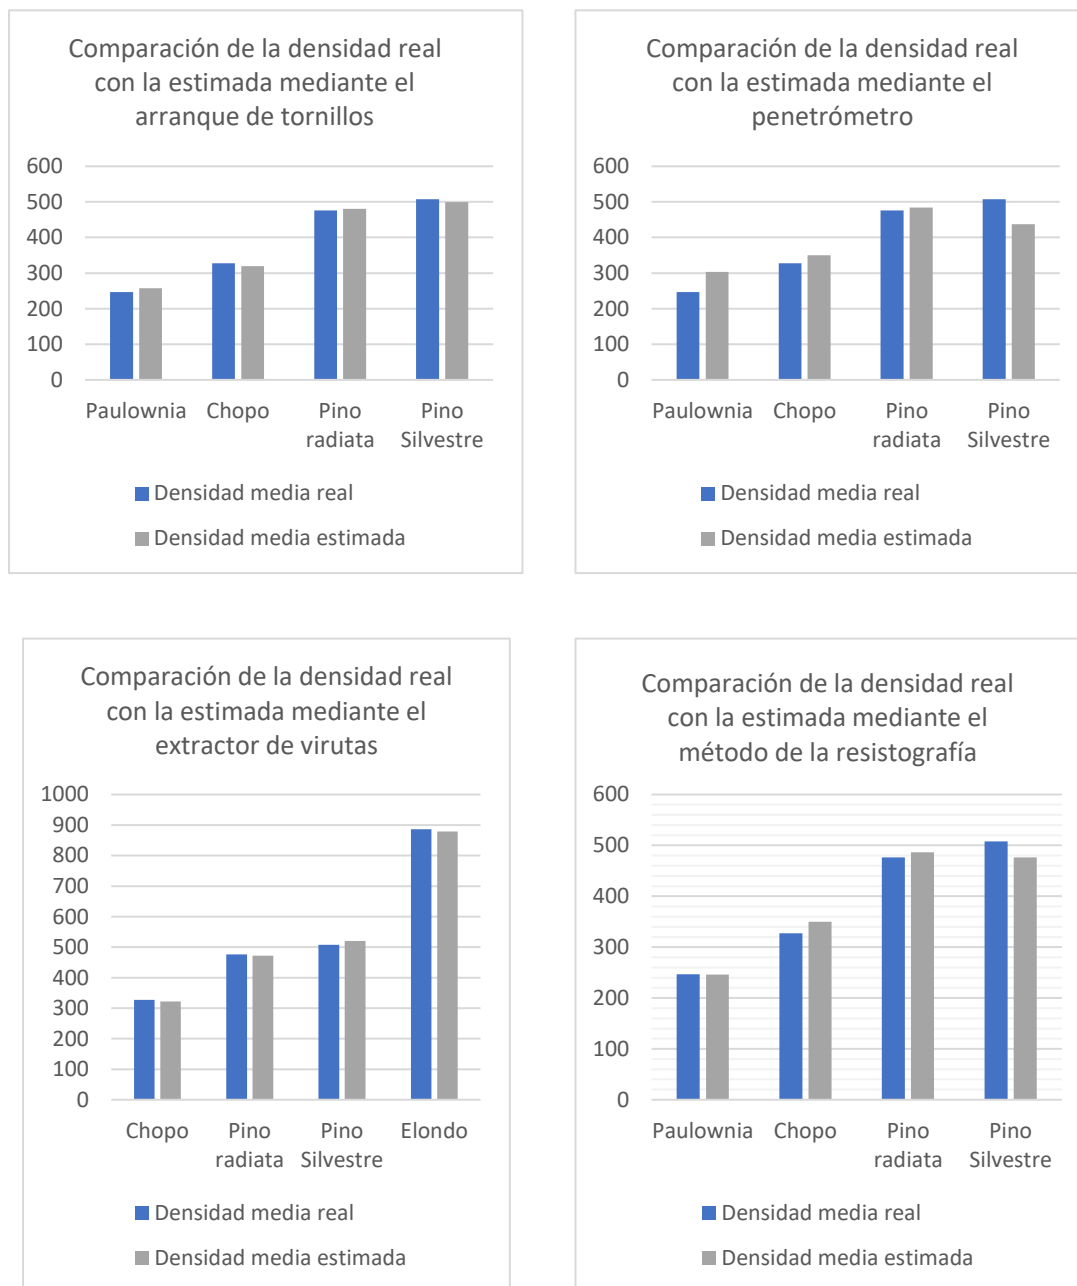 Comparación de la densidad real
con la estimada mediante el
arranque de tornillos
600
500
400
300
200
100
0
Paulownia
Chopo
Pino
radiata
Pino
Silvestre
Densidad media real
Densidad media estimada
Comparación de la densidad real
con la estimada mediante el
penetrómetro
600
500
400
300
200
100
0
Paulownia
Chopo
Pino
radiata
Pino
Silvestre
Densidad media real
Densidad media estimada
Comparación de la densidad real
con la estimada mediante el
extractor de virutas
1000
900
800
700
600
500
400
300
200
100
0
Chopo
Pino
radiata
Pino
Silvestre
Elondo
Densidad media real
Densidad media estimada
Comparación de la densidad real
con la estimada mediante el
método de la resistografía
600
500
400
300
200
100
0
Paulownia
Chopo
Pino
radiata
Pino
Silvestre
Densidad media real
Densidad media estimada